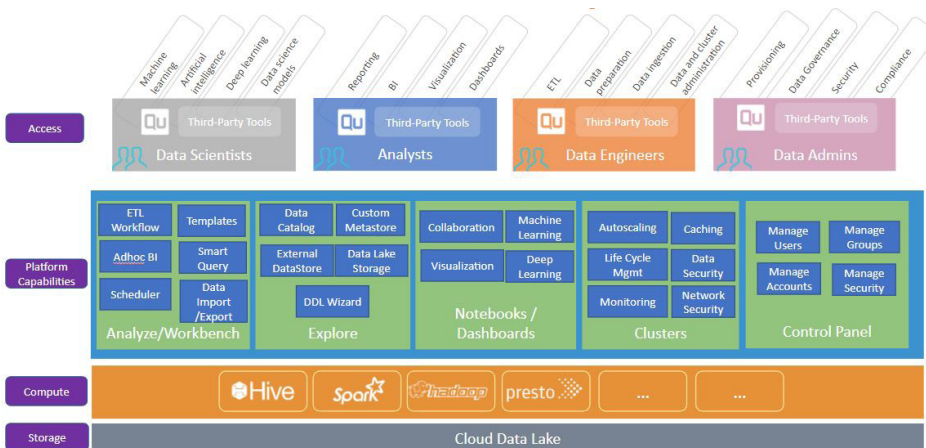 Machine
learning
Artificial
intelligence
Deep learning
Data science
models
Reporting
BI
Visualization
Dashboards
ETL
Data
preparation
Data ingestion
Data and cluster
administration
Provisioning
Data Governance
Security
Compliance
Access
Qu Third-Party Tools
Data Scientists
Qu Third-Party Tools
Analysts
Qu Third-Party Tools
Data Engineers
Qu Third-Party Tools
Data Admins
Platform
Capabilities
ETL
Workflow
Templates
Adhoc BI
Smart
Query
Scheduler
Data
Import
/Export
Analyze/Workbench
Data
Catalog
Custom
Metastore
External
DataStore
Data Lake
Storage
DDL Wizard
Explore
Collaboration
Machine
Learning
Visualization
Deep
Learning
Notebooks /
Dashboards
Autoscaling
Caching
Life Cycle
Mgmt
Data
Security
Monitoring
Network
Security
Clusters
Manage
Users
Manage
Groups
Manage
Accounts
Manage
Security
Control Panel
Compute
Hive
Spark
hadoop
presto
...
...
Storage
Cloud Data Lake